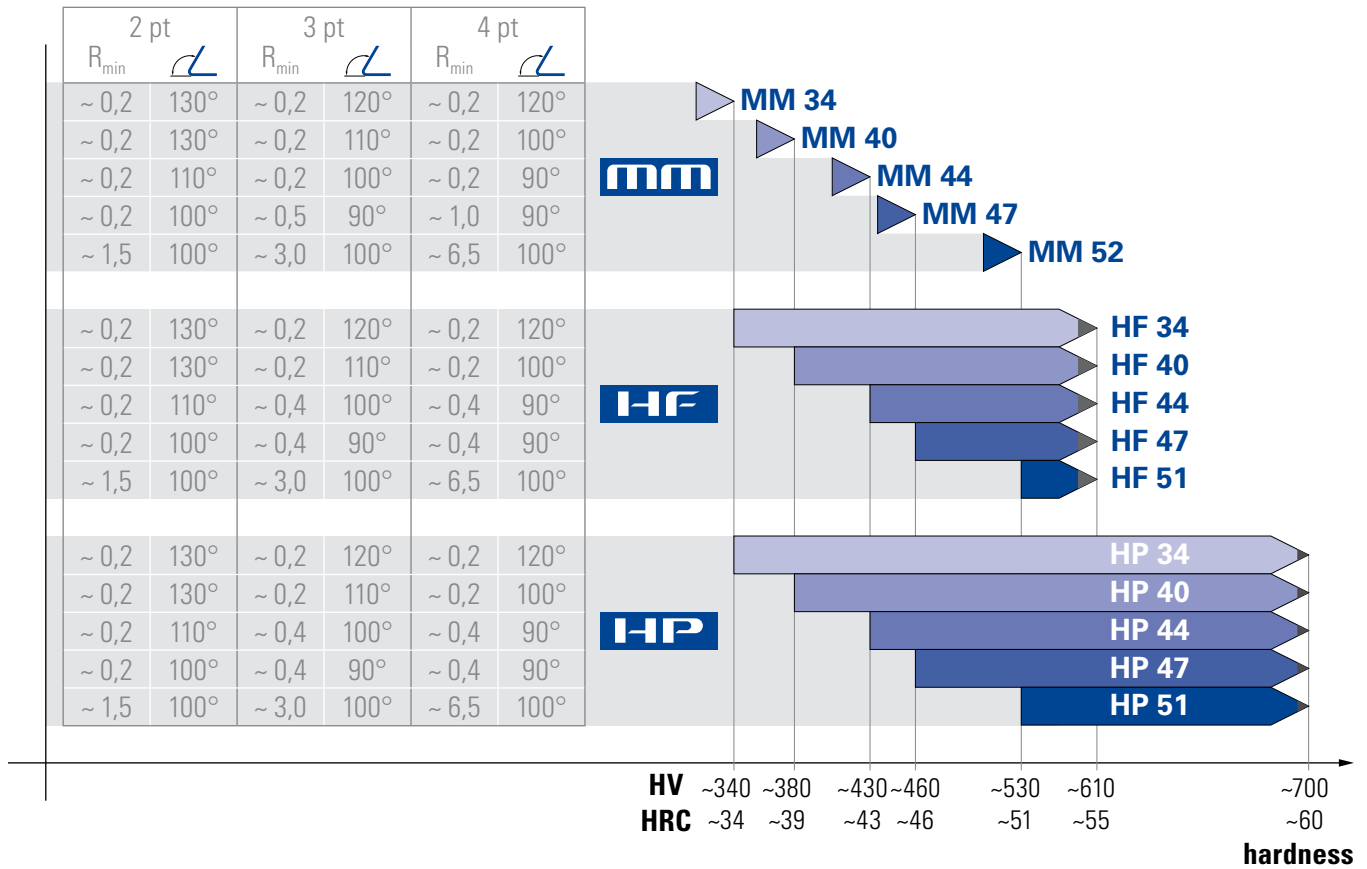 2 pt 3 pt 4 pt
Rmin Rmin Rmin
~ 0,2 130° ~ 0,2 120° ~ 0,2 120° MM 34
~ 0,2 130° ~ 0,2 110° ~ 0,2 100° MM 40
~ 0,2 110° ~ 0,2 100° ~ 0,2 90° mm MM 44
~ 0,2 100° ~ 0,5 90° ~ 1,0 90° MM 47
~ 1,5 100° ~ 3,0 100° ~ 6,5 100° MM 52
~ 0,2 130° ~ 0,2 120° ~ 0,2 120° HF 34
~ 0,2 130° ~ 0,2 110° ~ 0,2 100° HF 40
~ 0,2 110° ~ 0,4 100° ~ 0,4 90° HF HF 44
~ 0,2 100° ~ 0,4 90° ~ 0,4 90° HF 47
~ 1,5 100° ~ 3,0 100° ~ 6,5 100° HF 51
~ 0,2 130° ~ 0,2 120° ~ 0,2 120° HP 34
~ 0,2 130° ~ 0,2 110° ~ 0,2 100° HP 40
~ 0,2 110° ~ 0,4 100° ~ 0,4 90° HP HP 44
~ 0,2 100° ~ 0,4 90° ~ 0,4 90° HP 47
~ 1,5 100° ~ 3,0 100° ~ 6,5 100° HP 51
HV ~340 ~380 ~430 ~460 ~530 ~610 ~700
HRC ~34 ~39 ~43 ~46 ~51 ~55 ~60
hardness